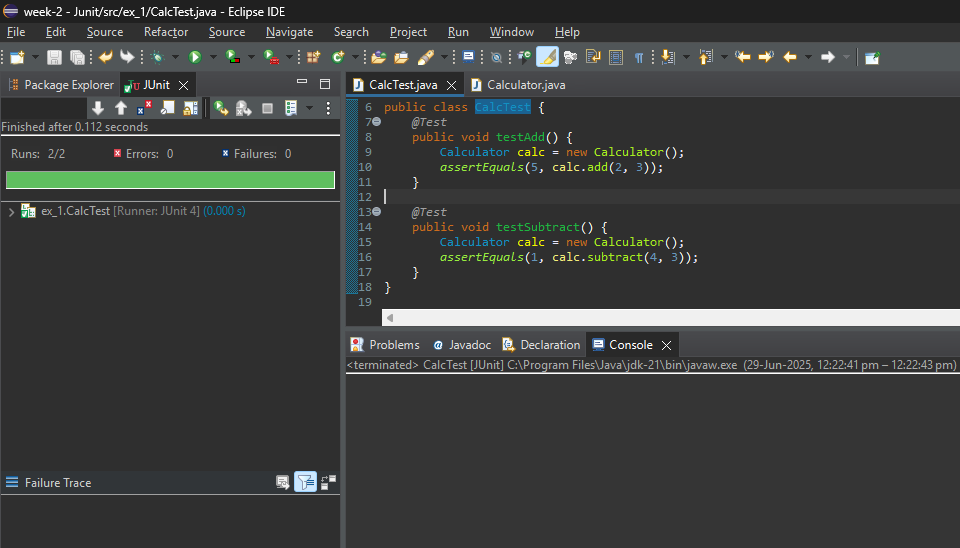 week-2 - Junit/src/ex_1/CalcTest.java - Eclipse IDE
File Edit Source Refactor Source Navigate Search Project Run Window Help
Package Explorer JUnit
Finished after 0.112 seconds
Runs: 2/2 Errors: 0 Failures: 0
ex_1.CalcTest [Runner: JUnit 4] (0.000 s)
Failure Trace
CalcTest.java Calculator.java
6 public class CalcTest {
7 @Test
8 public void testAdd() {
9 Calculator calc = new Calculator();
10 assertEquals(5, calc.add(2, 3));
11 }
12
13 @Test
14 public void testSubtract() {
15 Calculator calc = new Calculator();
16 assertEquals(1, calc.subtract(4, 3));
17 }
18 }
19
Problems Javadoc Declaration Console
<terminated> CalcTest [JUnit] C:\Program Files\Java\jdk-21\bin\javaw.exe (29-Jun-2025, 12:22:41 pm – 12:22:43 pm)